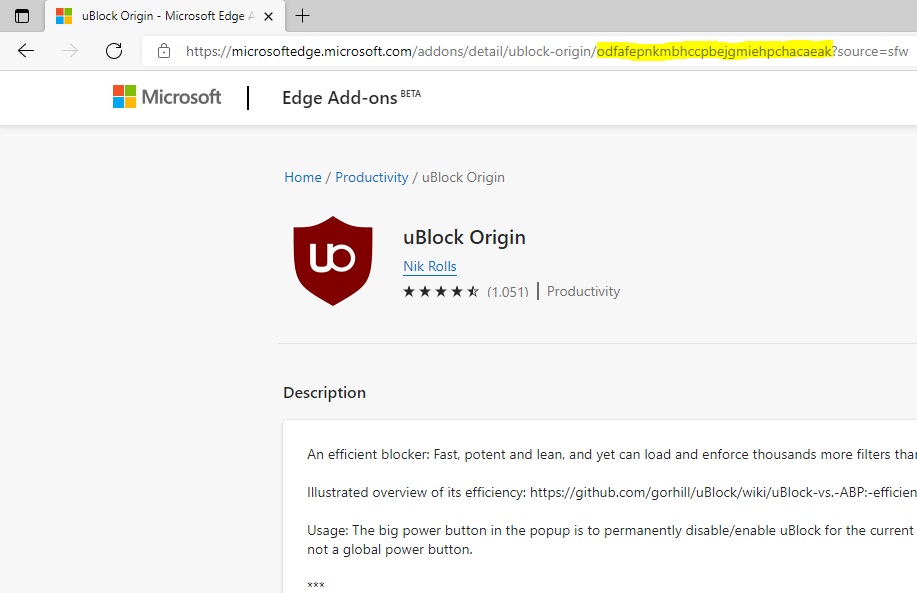 uBlock Origin - Microsoft Edge A
https://microsoftedge.microsoft.com/addons/detail/ublock-origin/odfafepnkmbhccpbejgmiehpchacaeak?source=sfw
Microsoft
Edge Add-ons BETA
Home / Productivity / uBlock Origin
uo
uBlock Origin
Nik Rolls
★★★★⯪ (1.051) | Productivity
Description
An efficient blocker: Fast, potent and lean, and yet can load and enforce thousands more filters than
Illustrated overview of its efficiency: https://github.com/gorhill/uBlock/wiki/uBlock-vs.-ABP:-efficien
Usage: The big power button in the popup is to permanently disable/enable uBlock for the current
not a global power button.
***